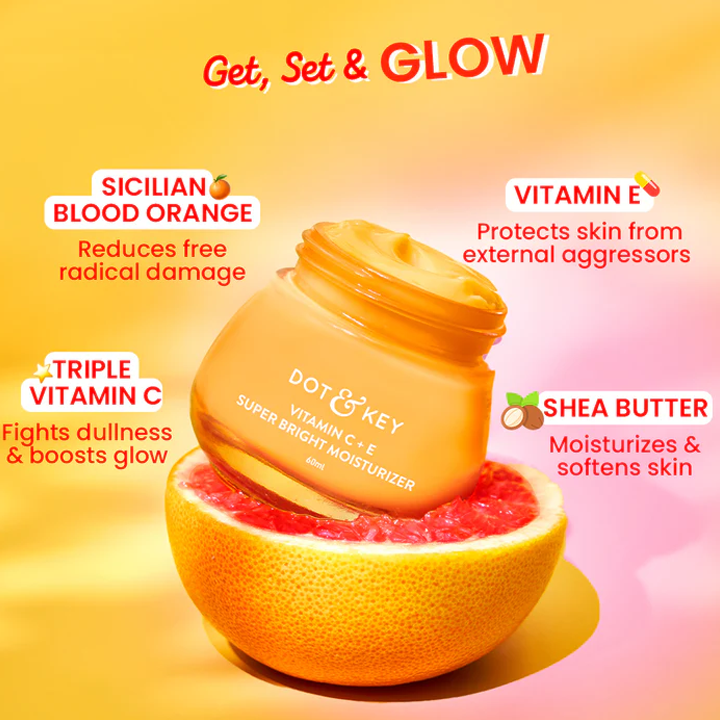 Get, Set & GLOW
SICILIAN
BLOOD ORANGE
Reduces free
radical damage
VITAMIN E
Protects skin from
external aggressors
TRIPLE
VITAMIN C
Fights dullness
& boosts glow
SHEA BUTTER
Moisturizes &
softens skin
DOT & KEY
VITAMIN C + E
SUPER BRIGHT MOISTURIZER
60ml